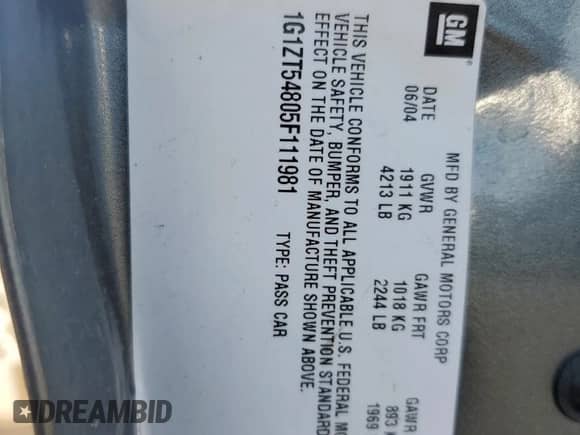 GM
MFD BY GENERAL MOTORS CORP
DATE GVWR GAWR FRT GAWR
06/04 1911 KG 1018 KG 893
4213 LB 2244 LB 1969
THIS VEHICLE CONFORMS TO ALL APPLICABLE U.S. FEDERAL
VEHICLE SAFETY, BUMPER, AND THEFT PREVENTION STANDARD
EFFECT ON THE DATE OF MANUFACTURE SHOWN ABOVE.
1G1ZT54805F111981 TYPE: PASS CAR
DREAMBID